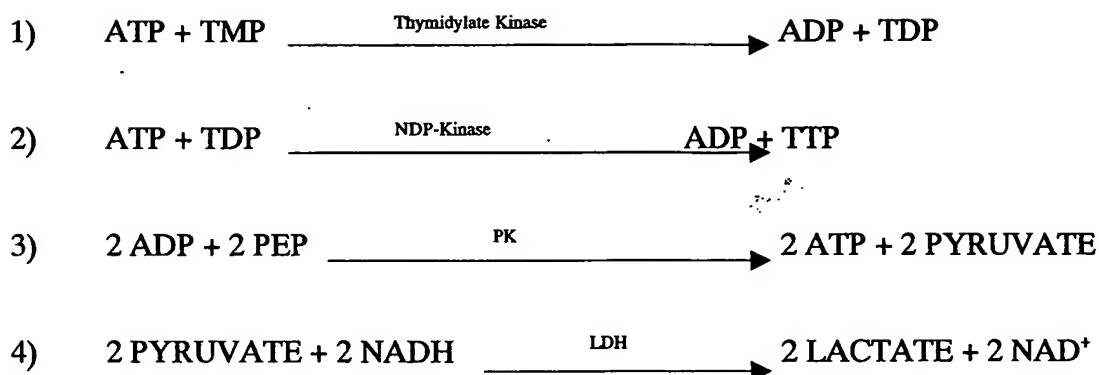 1) ATP + TMP Thymidylate Kinase ADP + TDP
2) ATP + TDP NDP-Kinase ADP + TTP
3) 2 ADP + 2 PEP PK 2 ATP + 2 PYRUVATE
4) 2 PYRUVATE + 2 NADH LDH 2 LACTATE + 2 NAD⁺